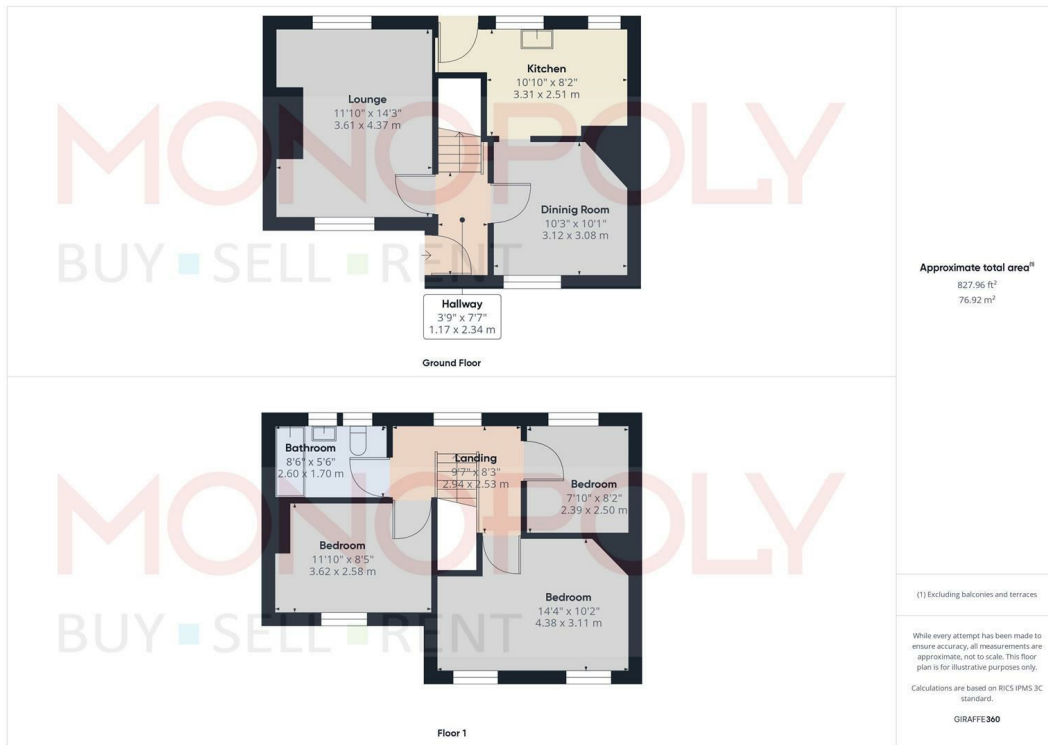 Kitchen
10'10" x 8'2"
3.31 x 2.51 m
Lounge
11'10" x 14'3"
3.61 x 4.37 m
MONOPOLY
BUY SELL RENT
Dininig Room
10'3" x 10'1"
3.12 x 3.08 m
Hallway
3'9" x 7'7"
1.17 x 2.34 m
Ground Floor
Bathroom
8'6" x 5'6"
2.60 x 1.70 m
Landing
9'7" x 8'3"
2.94 x 2.53 m
Bedroom
7'10" x 8'2"
2.39 x 2.50 m
MONOPOLY
Bedroom
11'10" x 8'5"
3.62 x 2.58 m
Bedroom
14'4" x 10'2"
4.38 x 3.11 m
BUY SELL RENT
Floor 1
Approximate total area(1)
827.96 ft²
76.92 m²
(1) Excluding balconies and terraces
While every attempt has been made to
ensure accuracy, all measurements are
approximate, not to scale. This floor
plan is for illustrative purposes only.
Calculations are based on RICS IPMS 3C
standard.
GIRAFFE360